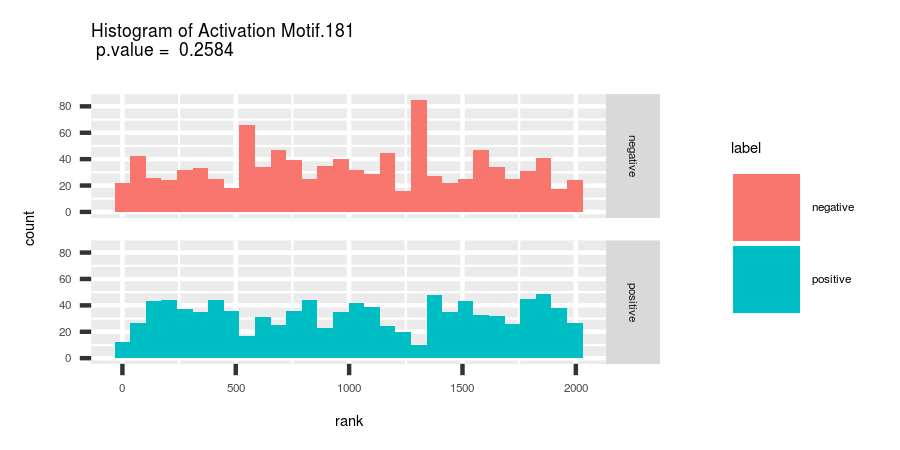 Histogram of Activation Motif.181
p.value = 0.2584
count
80
60
40
20
0
negative
80
60
40
20
0
positive
0 500 1000 1500 2000
rank
label
negative
positive